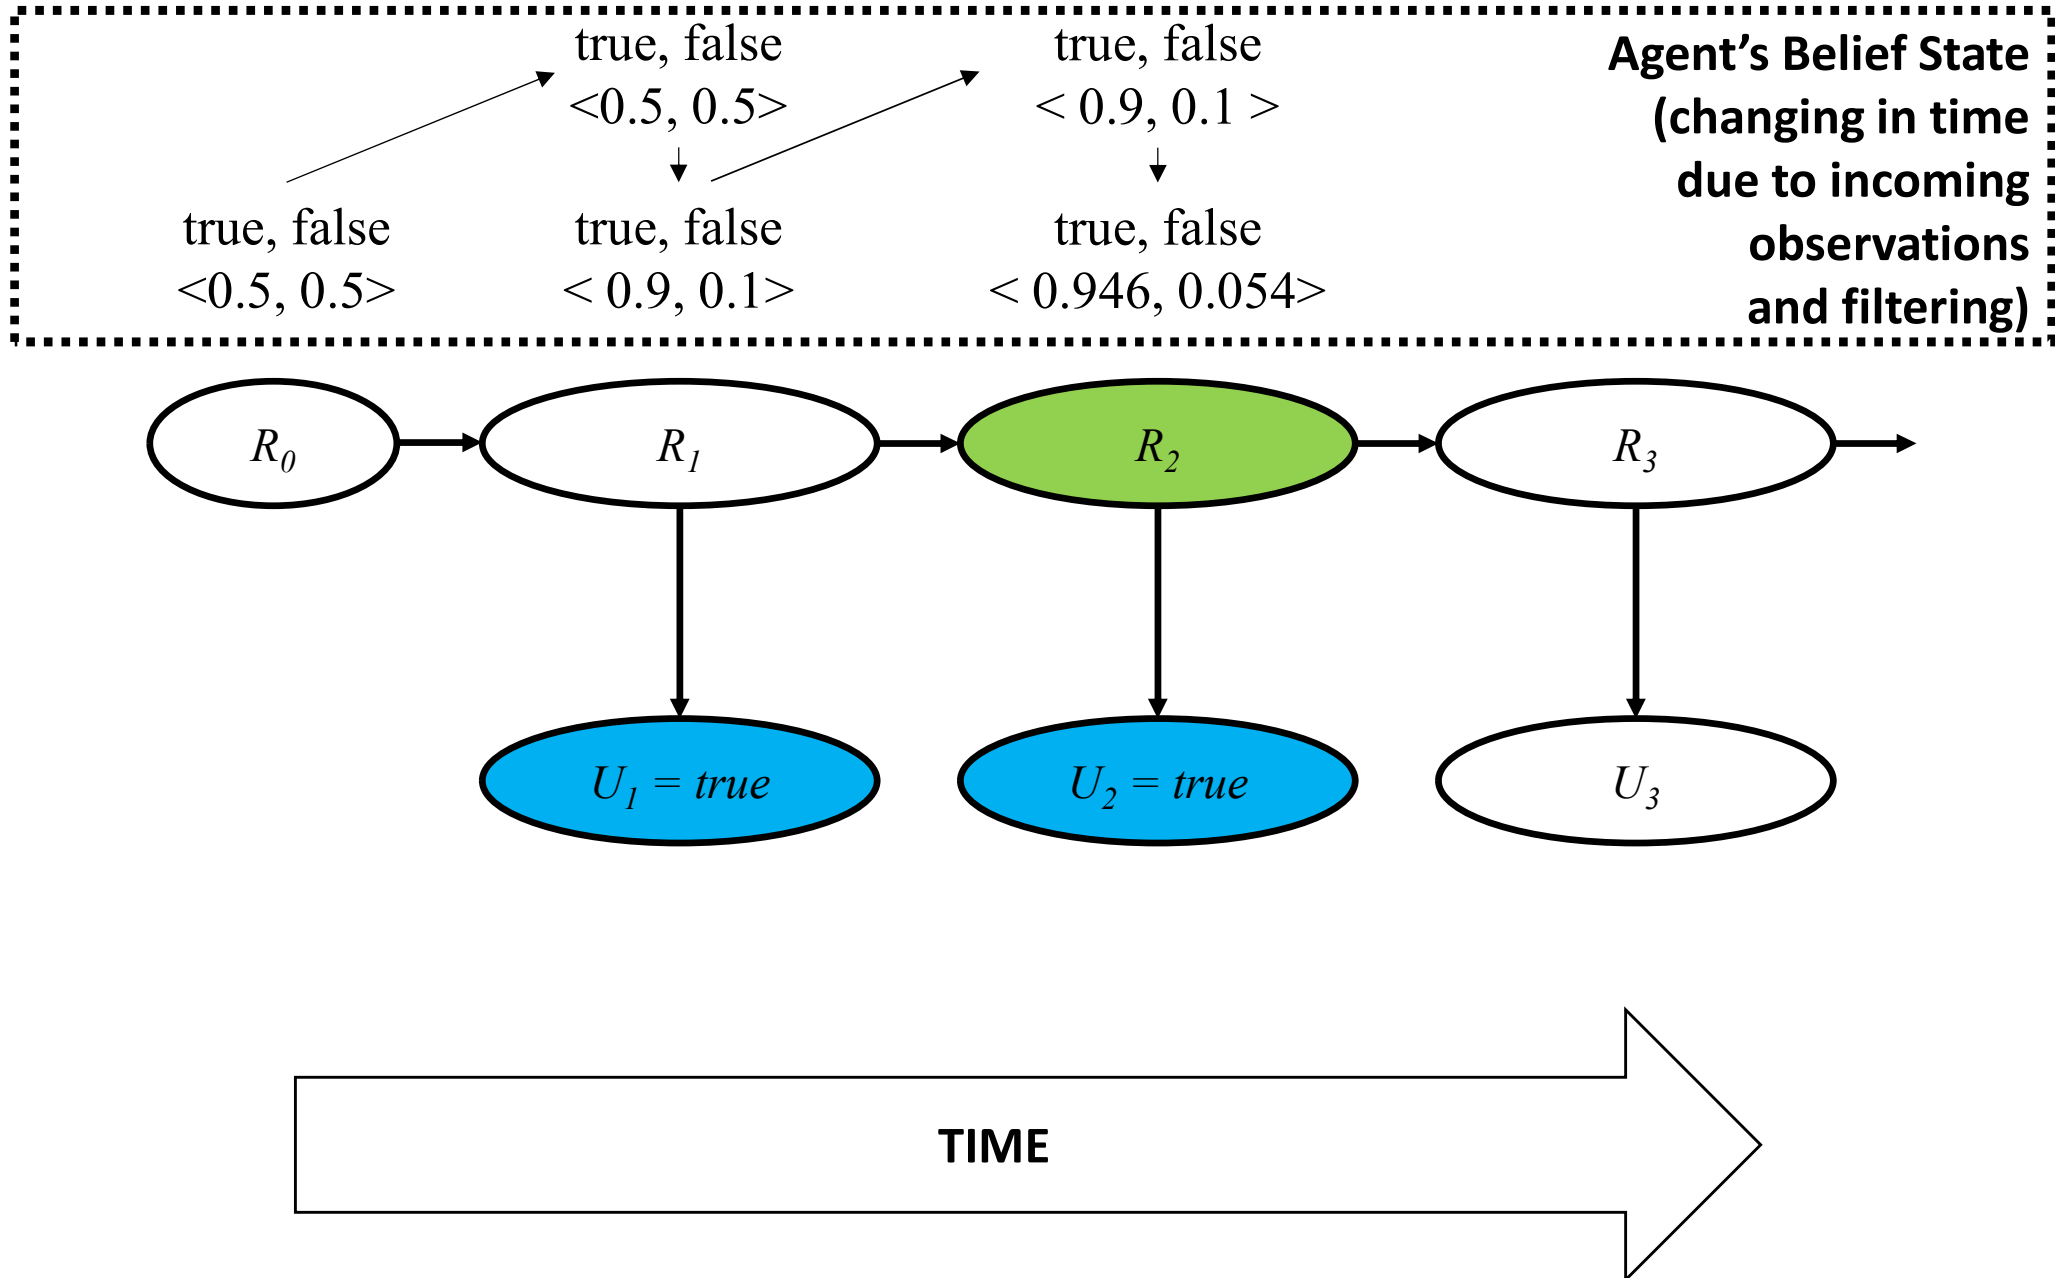 true, false
<0.5, 0.5>
true, false
< 0.9, 0.1 >
true, false
<0.5, 0.5>
true, false
< 0.9, 0.1>
true, false
< 0.946, 0.054>
Agent’s Belief State
(changing in time
due to incoming
observations
and filtering)
R0
R1
R2
R3
U1 = true
U2 = true
U3
TIME